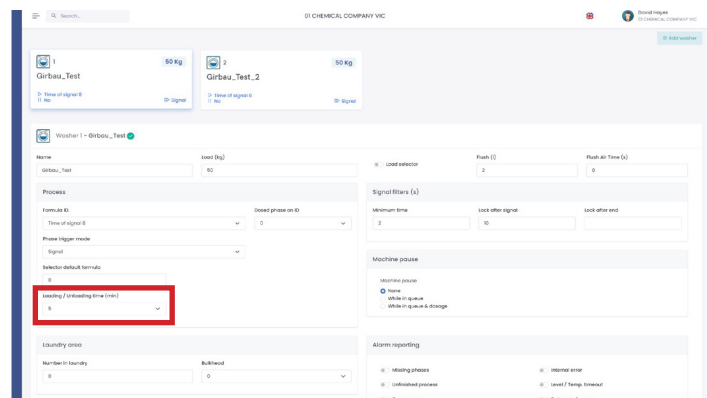 Search...
01 CHEMICAL COMPANY VIC
David Hayes
01 CHEMICAL COMPANY VIC
Add washer
1
50 Kg
Girbau_Test
Time of signal 8
No
Signal
2
50 Kg
Girbau_Test_2
Time of signal 8
No
Signal
Washer 1 - Girbau_Test
Name
Load (kg)
Load selector
Flush (l)
Flush Air Time (s)
Girbau_Test
50
2
0
Process
Signal filters (s)
Formula ID.
Dosed phase on ID
Minimum time
Lock after signal
Lock after end
Time of signal 8
0
2
10
Phase trigger mode
Signal
Machine pause
Selector default formula
0
Machine pause
None
While in queue
While in queue & dosage
Loading / Unloading time (min)
5
Laundry area
Alarm reporting
Number in laundry
Bulkhead
0
0
Missing phases
Internal error
Unfinished process
Level / Temp. timeout